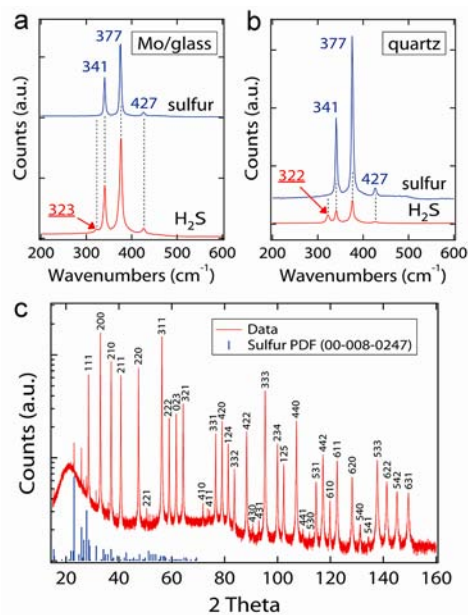 a
Mo/glass
377
341
427
sulfur
323
H2S
200 300 400 500 600
Wavenumbers (cm-1)
Counts (a.u.)
b
quartz
377
341
427
sulfur
322
H2S
200 300 400 500 600
Wavenumbers (cm-1)
Counts (a.u.)
c
Data
Sulfur PDF (00-008-0247)
111
200
210
211
220
221
311
222
023
321
410
411
331
420
124
332
422
430
431
333
234
125
440
441
530
531
442
610
611
620
540
541
533
622
542
631
20 40 60 80 100 120 140 160
2 Theta
Counts (a.u.)